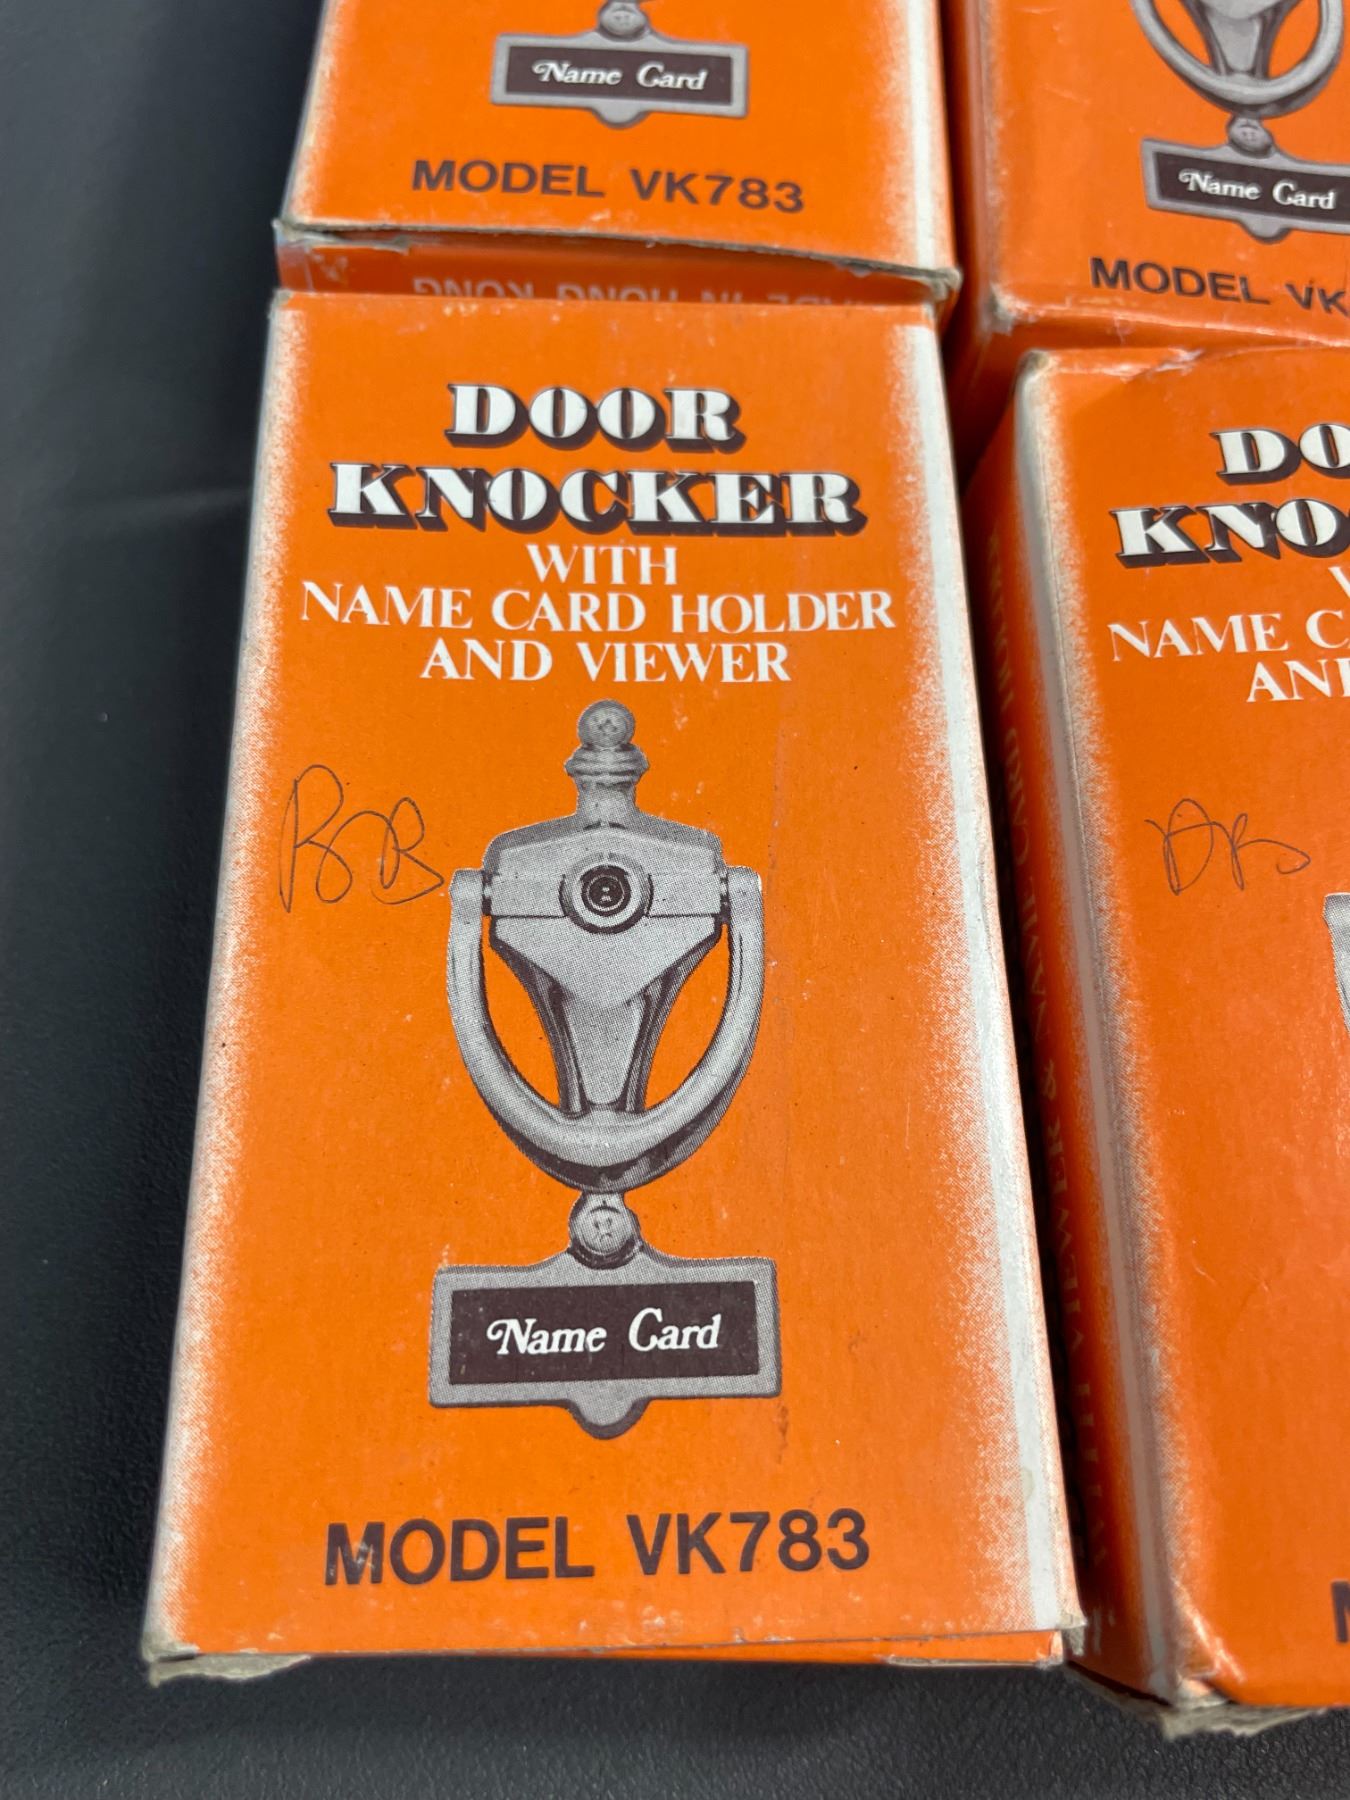 Name Card
MODEL VK783
MADE IN HONG KONG
DOOR
KNOCKER
WITH
NAME CARD HOLDER
AND VIEWER
Name Card
MODEL VK783
Name Card
MODEL VK
DO
KNO
NAME C
AN